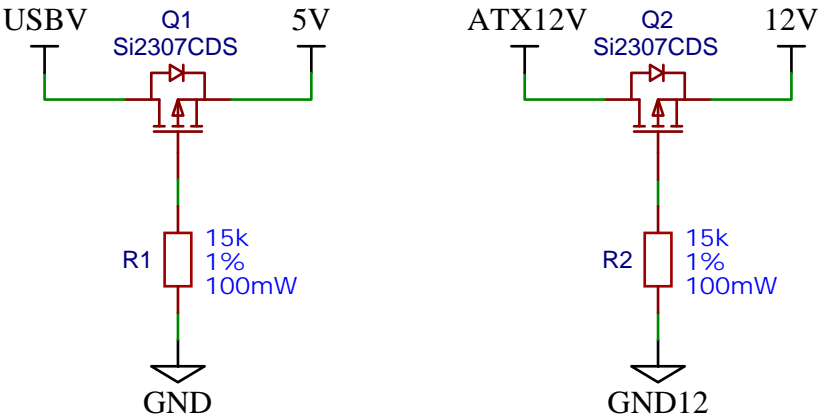 USBV
Q1
5V
Si2307CDS
R1
15k
1%
100mW
GND
ATX12V
Q2
12V
Si2307CDS
R2
15k
1%
100mW
GND12